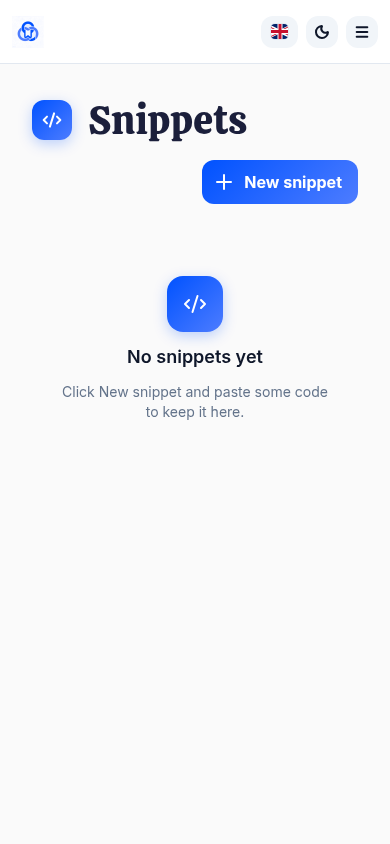 Snippets
New snippet
No snippets yet
Click New snippet and paste some code
to keep it here.